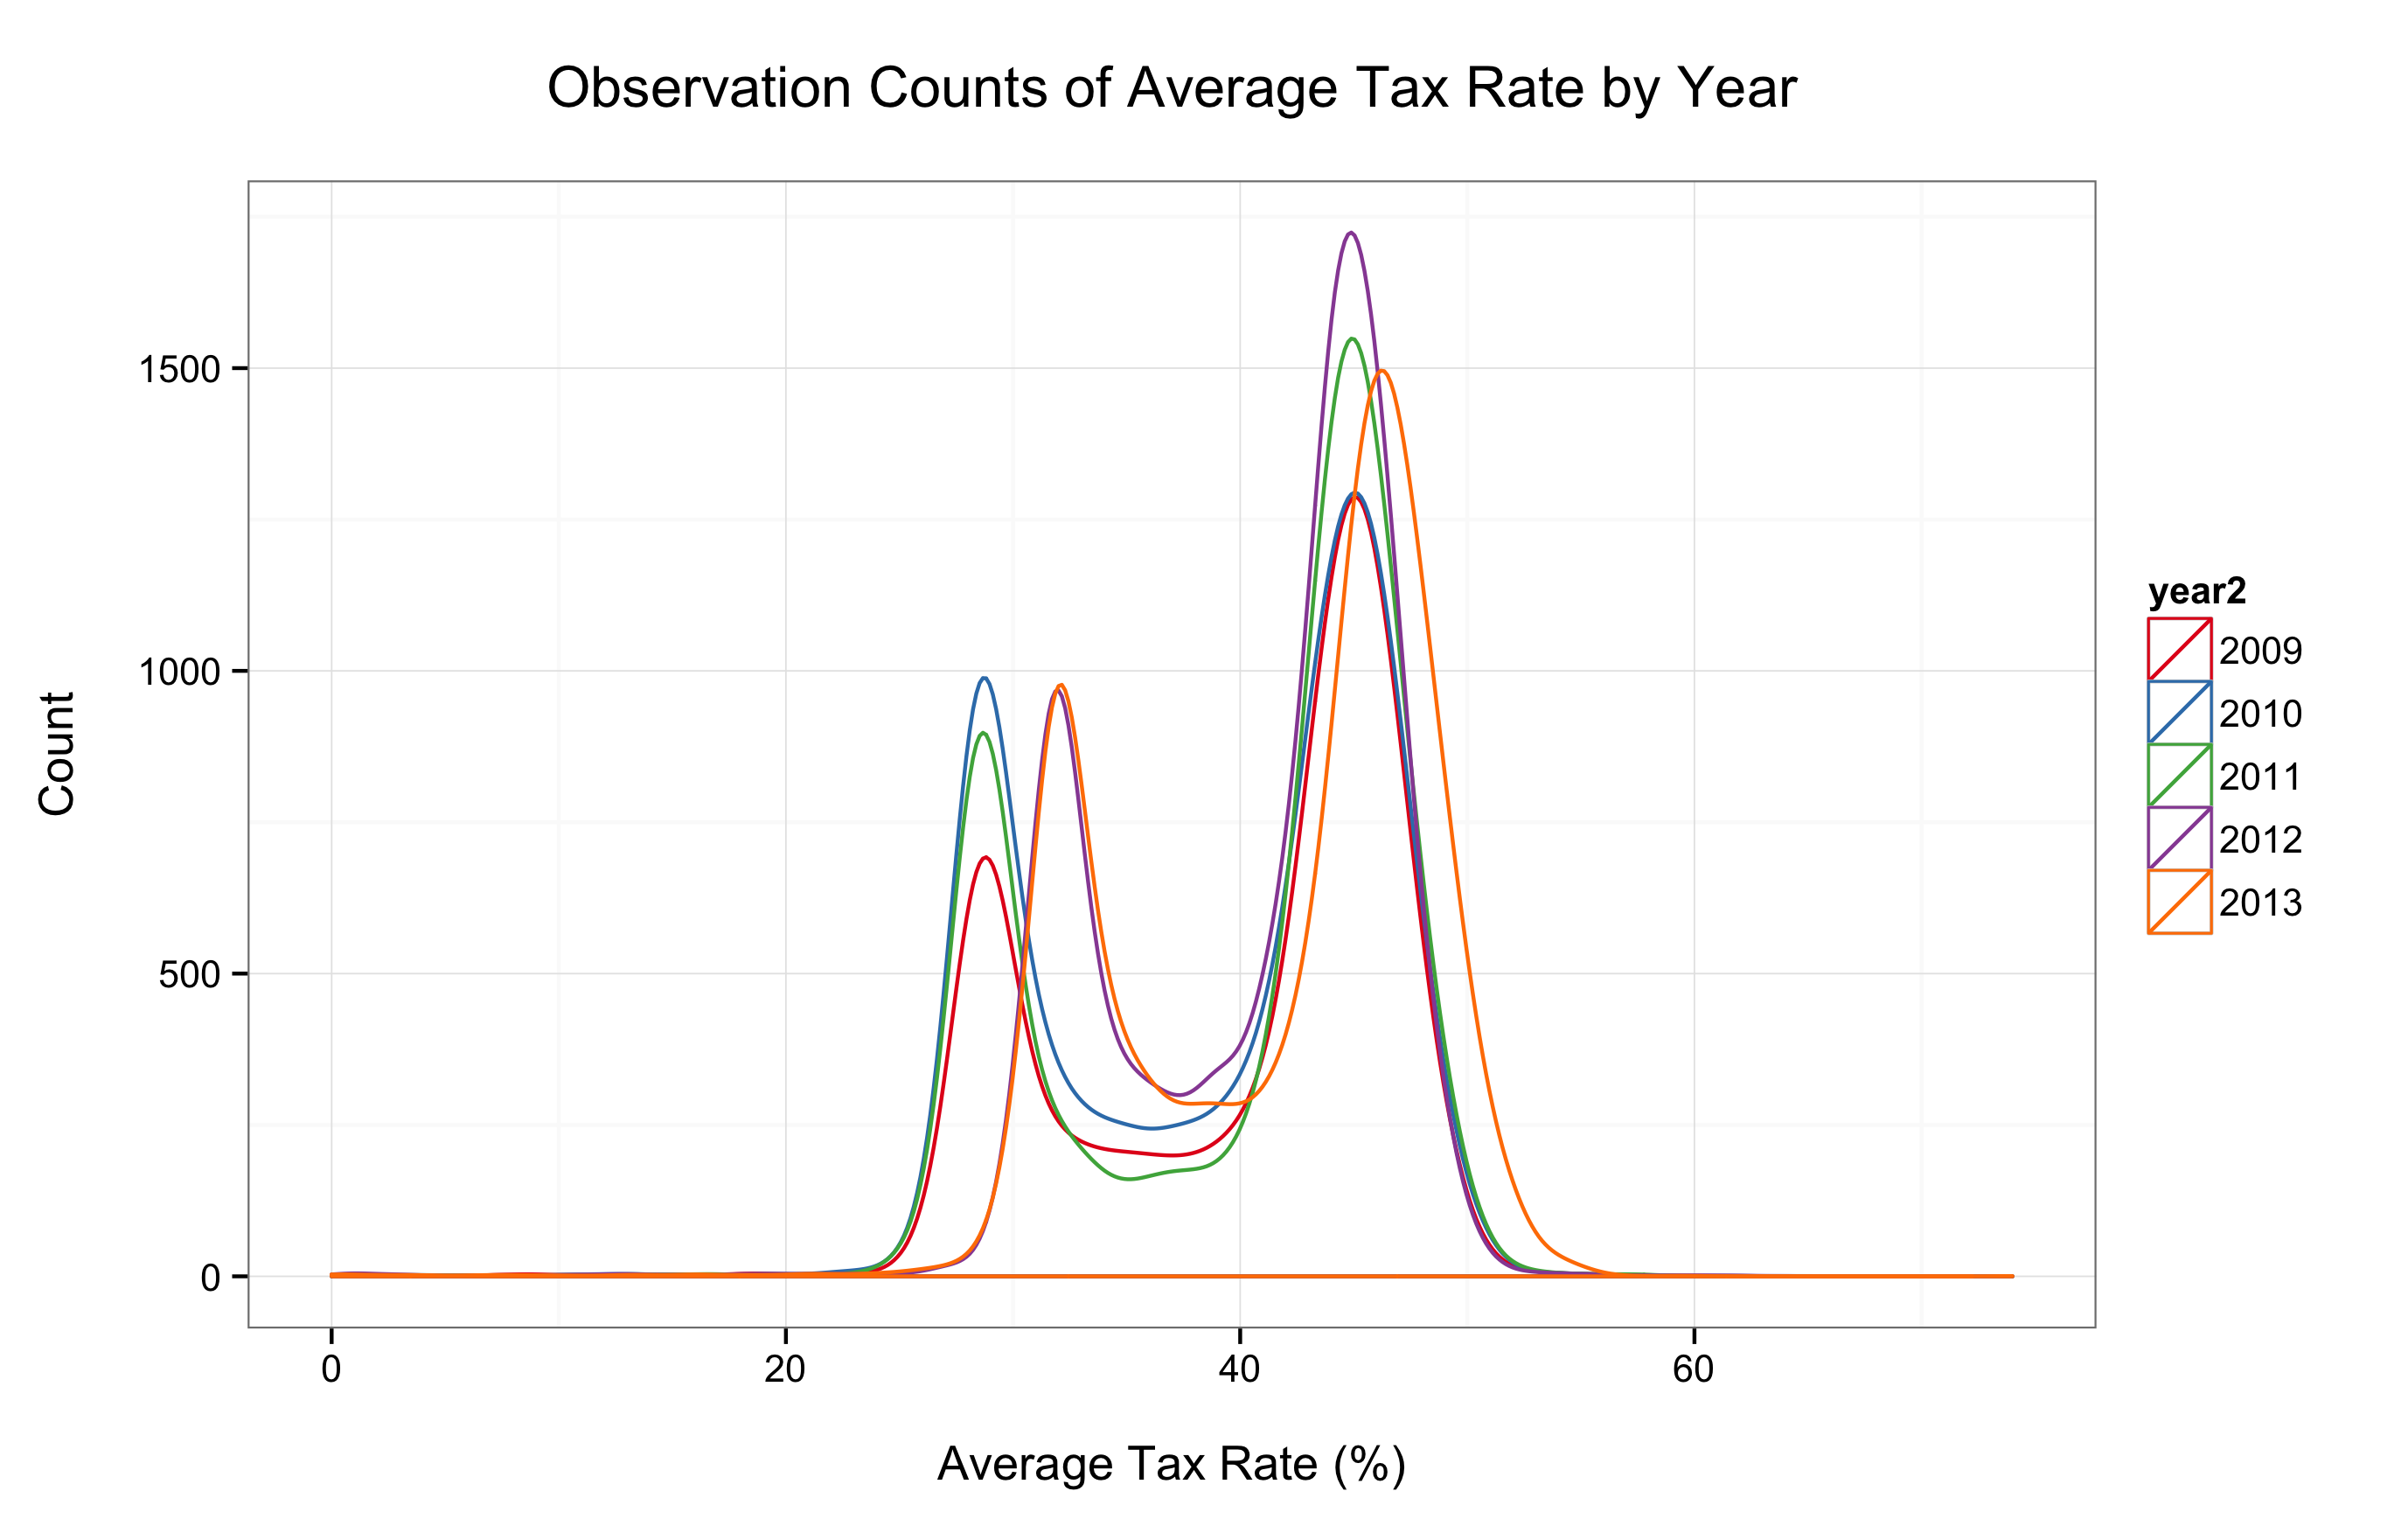 Observation Counts of Average Tax Rate by Year
1500
1000
500
0
Count
0 20 40 60
Average Tax Rate (%)
year2
2009
2010
2011
2012
2013